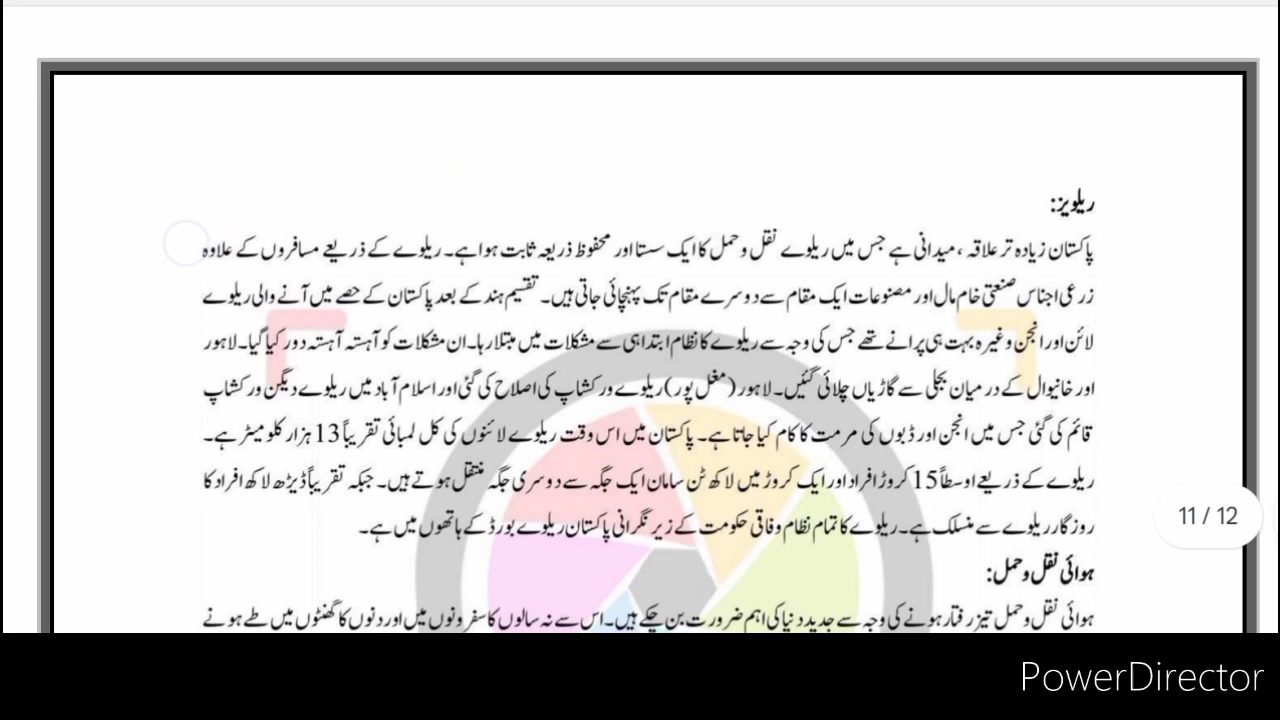 ریلویز:
پاکستان زیادہ تر علاقہ ، میدانی ہے جس میں ریلوے نقل و حمل کا ایک سستا اور محفوظ ذریعہ ثابت ہوا ہے۔ ریلوے کے ذریعے مسافروں کے علاوہ
زرعی اجناس صنعتی خام مال اور مصنوعات ایک مقام سے دوسرے مقام تک پہنچائی جاتی ہیں۔ تقسیم ہند کے بعد پاکستان کے حصے میں آنے والی ریلوے
لائن اور انجن وغیرہ بہت ہی پرانے تھے جس کی وجہ سے ریلوے کا نظام ابتدا ہی سے مشکلات میں مبتلا رہا۔ ان مشکلات کو آہستہ آہستہ دور کیا گیا۔ لاہور
اور خانیوال کے درمیان بجلی سے گاڑیاں چلائی گئیں۔ لاہور (مغل پور) ریلوے ورکشاپ کی اصلاح کی گئی اور اسلام آباد میں ریلوے دیگن ورکشاپ
قائم کی گئی جس میں انجن اور ڈبوں کی مرمت کا کام کیا جاتا ہے۔ پاکستان میں اس وقت ریلوے لائنوں کی کل لمبائی تقریباً 13 ہزار کلومیٹر ہے۔
ریلوے کے ذریعے اوسطاً 15 کروڑ افراد اور ایک کروڑ میں لاکھ ٹن سامان ایک جگہ سے دوسری جگہ منتقل ہوتے ہیں۔ جبکہ تقریباً ڈیڑھ لاکھ افراد کا
روزگار ریلوے سے منسلک ہے۔ ریلوے کا تمام نظام وفاقی حکومت کے زیر نگرانی پاکستان ریلوے بورڈ کے ہاتھوں میں ہے۔
ہوائی نقل و حمل:
ہوائی نقل و حمل تیز رفتار ہونے کی وجہ سے جدید دنیا کی اہم ضرورت بن چکے ہیں۔ اس سے نہ سالوں کا سفر ونوں میں اور دنوں کا گھنٹوں میں طے ہونے
11 / 12
PowerDirector